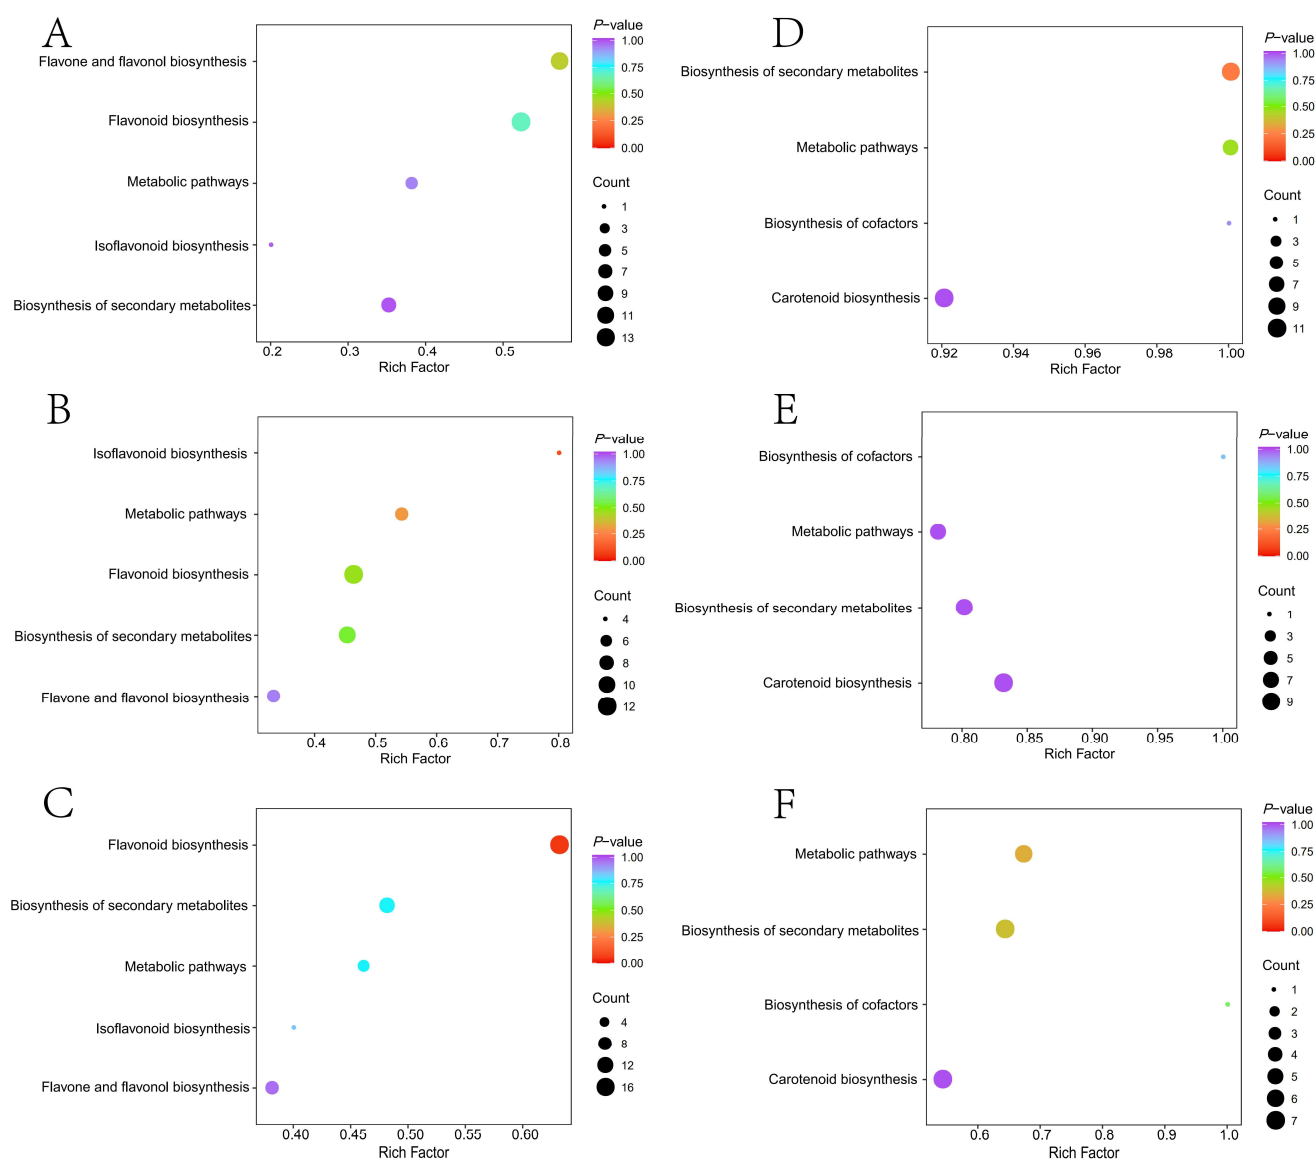 A
Flavone and flavonol biosynthesis
Flavonoid biosynthesis
Metabolic pathways
Isoflavonoid biosynthesis
Biosynthesis of secondary metabolites
0.2 0.3 0.4 0.5
Rich Factor
P-value
1.00
0.75
0.50
0.25
0.00
Count
1
3
5
7
9
11
13
D
Biosynthesis of secondary metabolites
Metabolic pathways
Biosynthesis of cofactors
Carotenoid biosynthesis
0.92 0.94 0.96 0.98 1.00
Rich Factor
P-value
1.00
0.75
0.50
0.25
0.00
Count
1
3
5
7
9
11
B
Isoflavonoid biosynthesis
Metabolic pathways
Flavonoid biosynthesis
Biosynthesis of secondary metabolites
Flavone and flavonol biosynthesis
0.4 0.5 0.6 0.7 0.8
Rich Factor
P-value
1.00
0.75
0.50
0.25
0.00
Count
4
6
8
10
12
E
Biosynthesis of cofactors
Metabolic pathways
Biosynthesis of secondary metabolites
Carotenoid biosynthesis
0.80 0.85 0.90 0.95 1.00
Rich Factor
P-value
1.00
0.75
0.50
0.25
0.00
Count
1
3
5
7
9
C
Flavonoid biosynthesis
Biosynthesis of secondary metabolites
Metabolic pathways
Isoflavonoid biosynthesis
Flavone and flavonol biosynthesis
0.40 0.45 0.50 0.55 0.60
Rich Factor
P-value
1.00
0.75
0.50
0.25
0.00
Count
4
8
12
16
F
Metabolic pathways
Biosynthesis of secondary metabolites
Biosynthesis of cofactors
Carotenoid biosynthesis
0.6 0.7 0.8 0.9 1.0
Rich Factor
P-value
1.00
0.75
0.50
0.25
0.00
Count
1
2
3
4
5
6
7